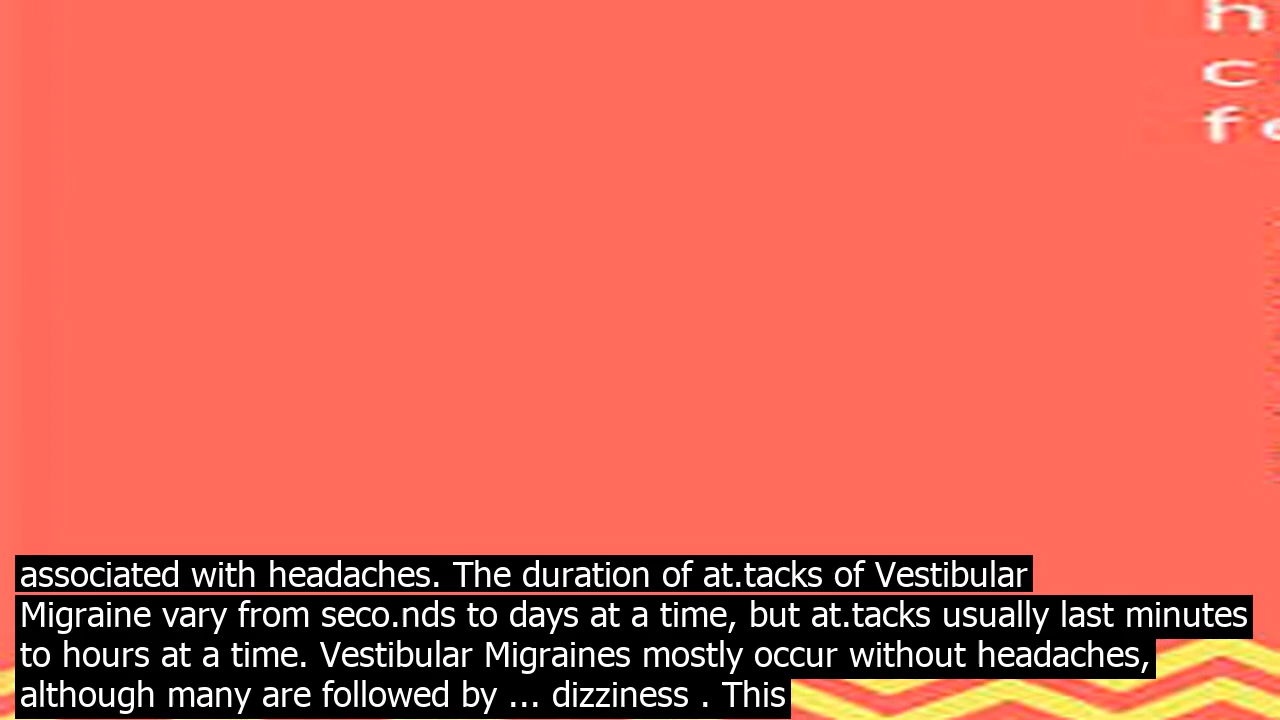 h
c
f
associated with headaches. The duration of at.tacks of Vestibular
Migraine vary from seco.nds to days at a time, but at.tacks usually last minutes
to hours at a time. Vestibular Migraines mostly occur without headaches,
although many are followed by ... dizziness . This